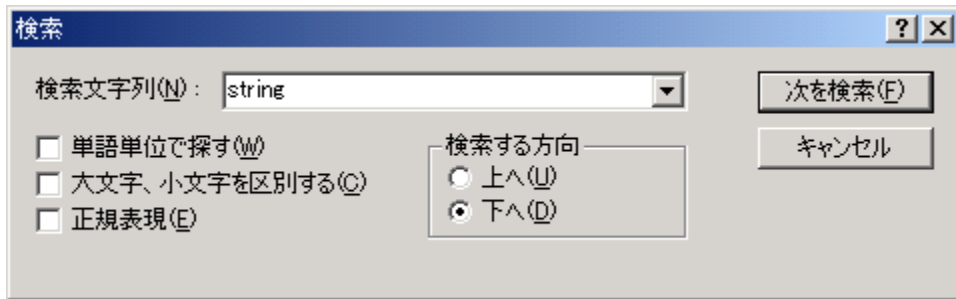 検索
検索文字列(N) : string
次を検索(F)
単語単位で探す(W)
大文字、小文字を区別する(C)
正規表現(E)
検索する方向
上へ(U)
下へ(D)
キャンセル